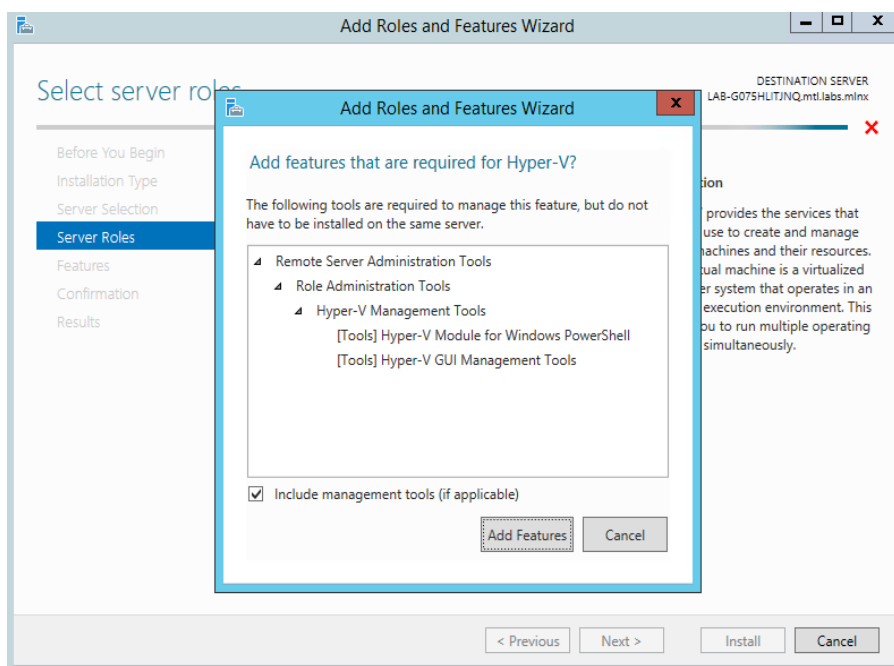 Add Roles and Features Wizard
Select server
DESTINATION SERVER
LAB-G075HLITJNQ.mtl.labs.mlnx
Before You Begin
Installation Type
Server Selection
Server Roles
Features
Confirmation
Results
Add Roles and Features Wizard
Add features that are required for Hyper-V?
The following tools are required to manage this feature, but do not
have to be installed on the same server.
Remote Server Administration Tools
Role Administration Tools
Hyper-V Management Tools
[Tools] Hyper-V Module for Windows PowerShell
[Tools] Hyper-V GUI Management Tools
Include management tools (if applicable)
Add Features
Cancel
provides the services that
use to create and manage
machines and their resources.
machine is a virtualized
system that operates in an
execution environment. This
to run multiple operating
simultaneously.
< Previous
Next >
Install
Cancel